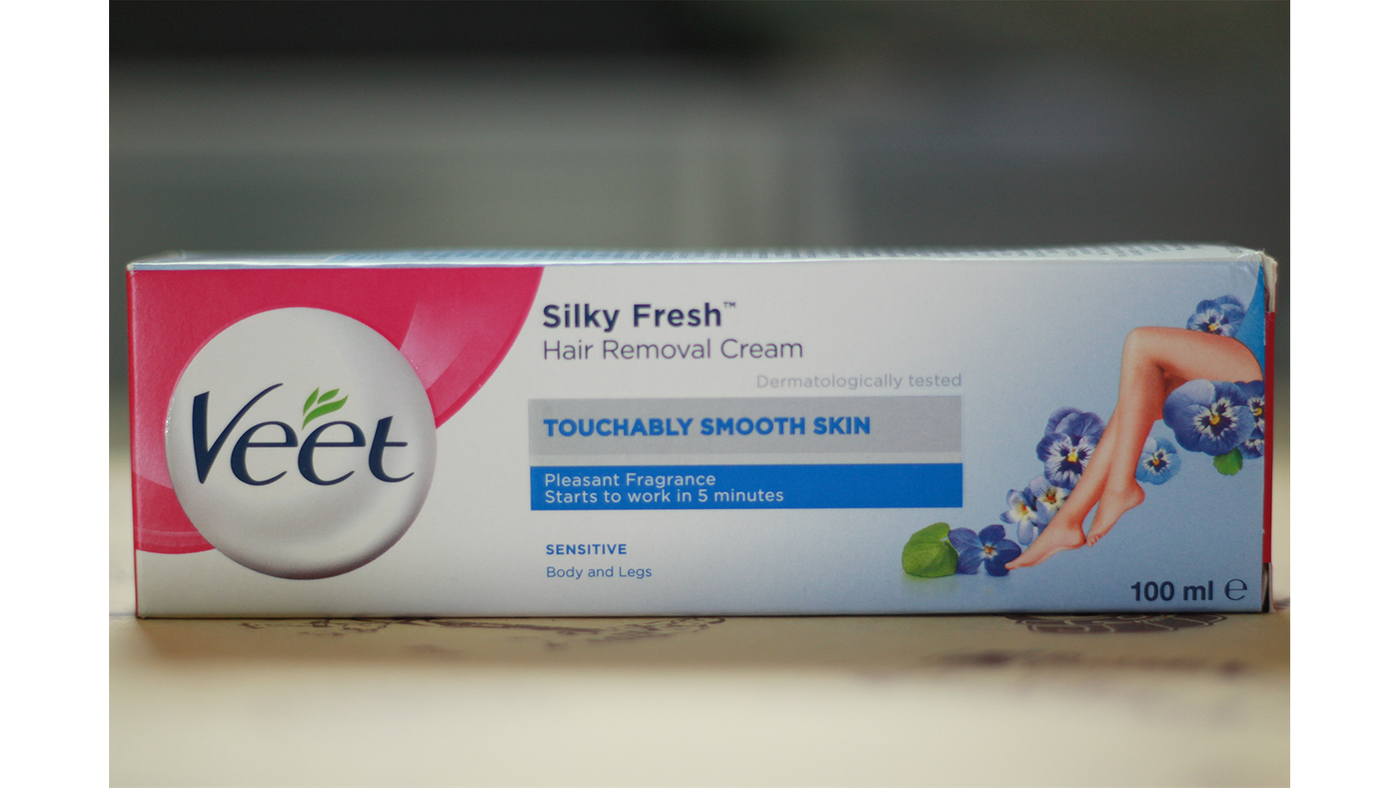 Veet
Silky Fresh™
Hair Removal Cream
Dermatologically tested
TOUCHABLY SMOOTH SKIN
Pleasant Fragrance
Starts to work in 5 minutes
SENSITIVE
Body and Legs
100 ml ℮